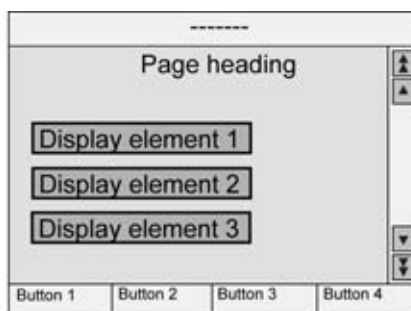 -------
Page heading
Display element 1
Display element 2
Display element 3
Button 1 Button 2 Button 3 Button 4